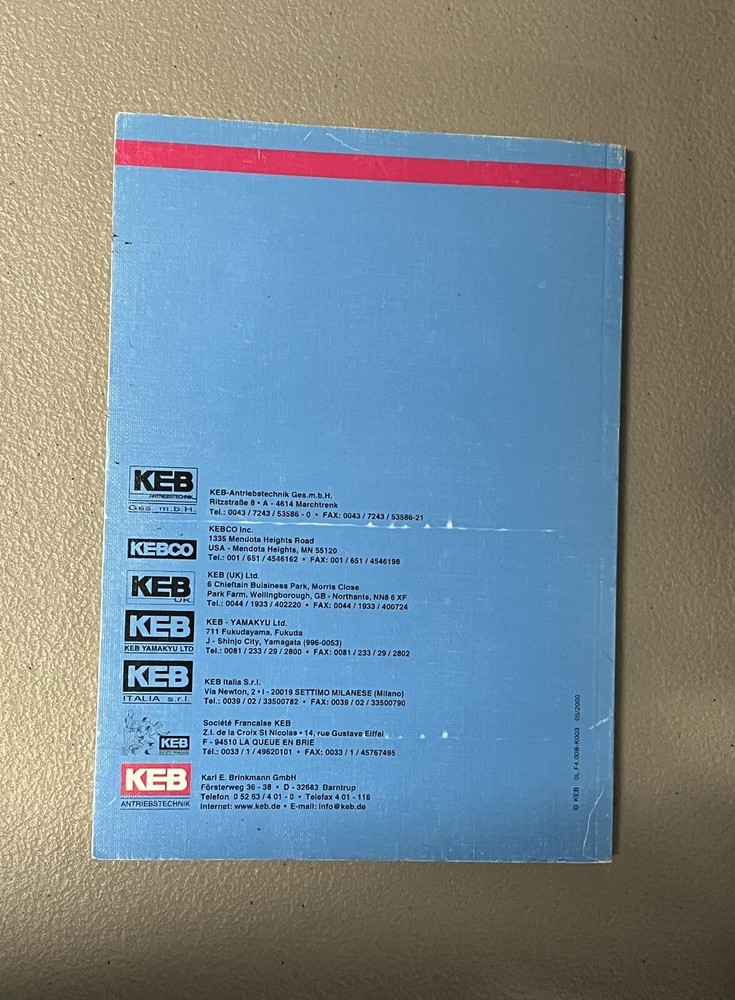 KEB
ANTRIEBSTECHNIK
Ges. m.b.H.
KEB-Antriebstechnik Ges.m.b.H.
Ritzstraße 8 • A - 4614 Marchtrenk
Tel.: 0043 / 7243 / 53586 - 0 • FAX: 0043 / 7243 / 53586-21
KEBCO
KEBCO Inc.
1335 Mendota Heights Road
USA - Mendota Heights, MN 55120
Tel.: 001 / 651 / 4546162 • FAX: 001 / 651 / 4546198
KEB
UK
KEB (UK) Ltd.
6 Chieftain Buisiness Park, Morris Close
Park Farm, Wellingborough, GB - Northants, NN8 6 XF
Tel.: 0044 / 1933 / 402220 • FAX: 0044 / 1933 / 400724
KEB
KEB YAMAKYU LTD
KEB - YAMAKYU Ltd.
711 Fukudayama, Fukuda
J - Shinjo City, Yamagata (996-0053)
Tel.: 0081 / 233 / 29 / 2800 • FAX: 0081 / 233 / 29 / 2802
KEB
ITALIA s.r.l.
KEB Italia S.r.l.
Via Newton, 2 • I - 20019 SETTIMO MILANESE (Milano)
Tel.: 0039 / 02 / 33500782 • FAX: 0039 / 02 / 33500790
KEB
Société Francaise KEB
Z.I. de la Croix St Nicolas • 14, rue Gustave Eiffel
F - 94510 LA QUEUE EN BRIE
Tél.: 0033 / 1 / 49620101 • FAX: 0033 / 1 / 45767495
KEB
ANTRIEBSTECHNIK
Karl E. Brinkmann GmbH
Försterweg 36 - 38 • D - 32683 Barntrup
Telefon 0 52 63 / 4 01 - 0 • Telefax 4 01 - 116
Internet: www.keb.de • E-mail: info@keb.de
© KEB 0L.F4.00B-K003 05/2000